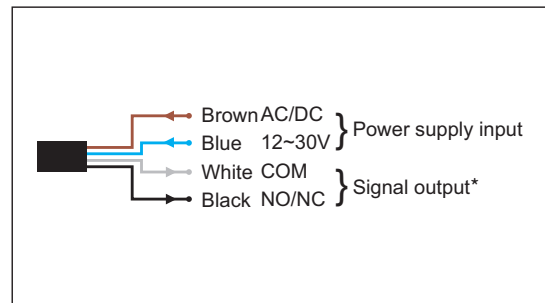 Brown AC/DC
Blue 12~30V
Power supply input
White COM
Black NO/NC
Signal output*